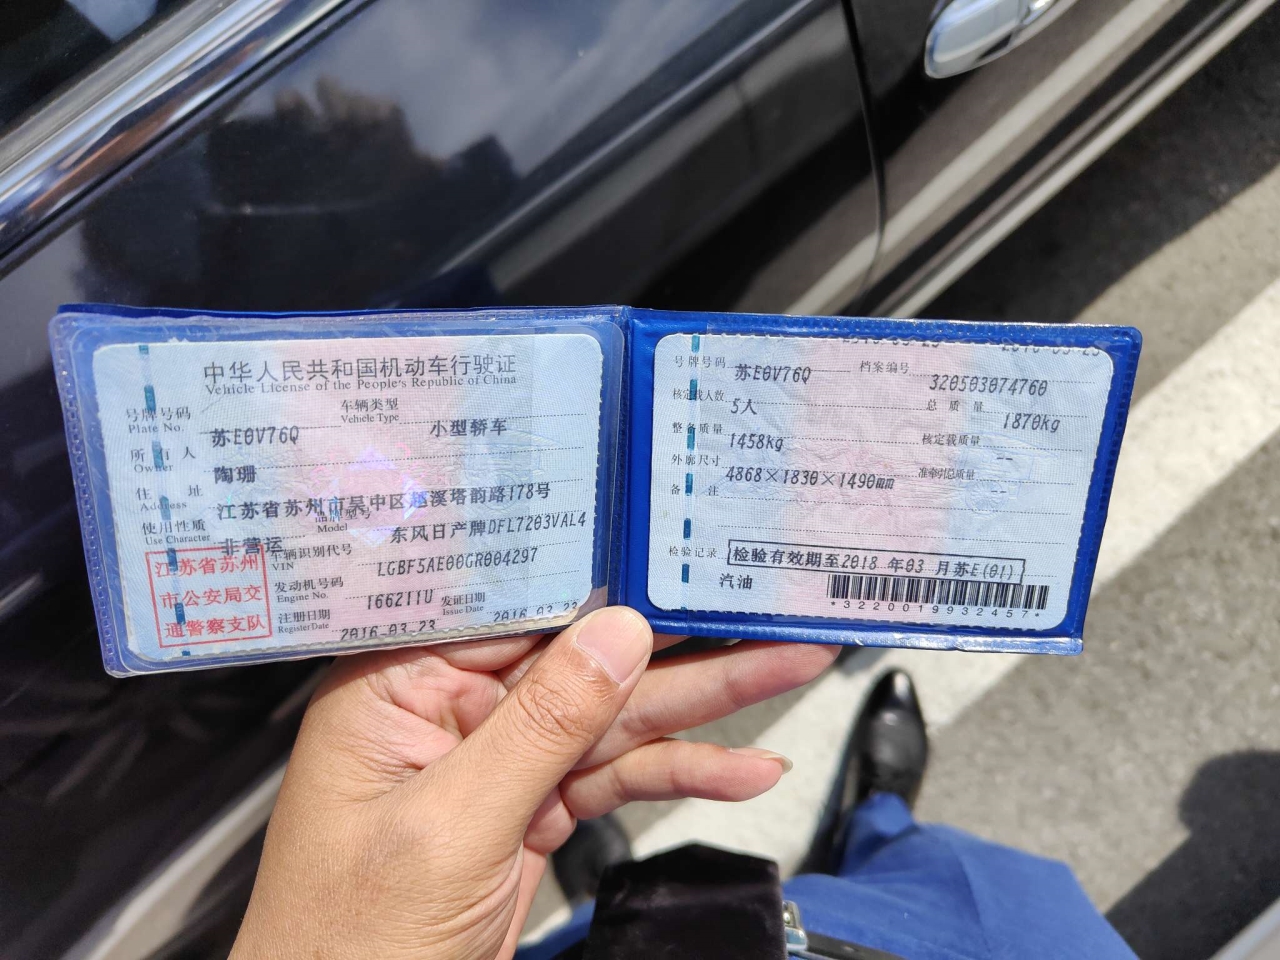 中华人民共和国机动车行驶证
Vehicle License of the People's Republic of China
号牌号码 苏E0V76Q 车辆类型 小型轿车
Plate No. Vehicle Type
所有人 陶珊
Owner
住址 江苏省苏州市吴中区 溪塔韵路178号
Address
使用性质 非营运 品牌型号 东风日产牌DFL7203VAL4
Use Character Model
车辆识别代号 LGBF5AE00GR004297
VIN
发动机号码 166211U 发证日期 2016-03-23
Engine No. Issue Date
注册日期 2016-03-23
Register Date
江苏省苏州
市公安局交
通警察支队
号牌号码 苏E0V76Q 档案编号 320503074760
核定载人数 5人 总质量 1870kg
整备质量 1458kg 核定载质量 --
外廓尺寸 4868×1830×1490mm 准牵引总质量 --
备注
检验记录 检验有效期至2018 年03 月苏E(01)
汽油
*3220019932457*